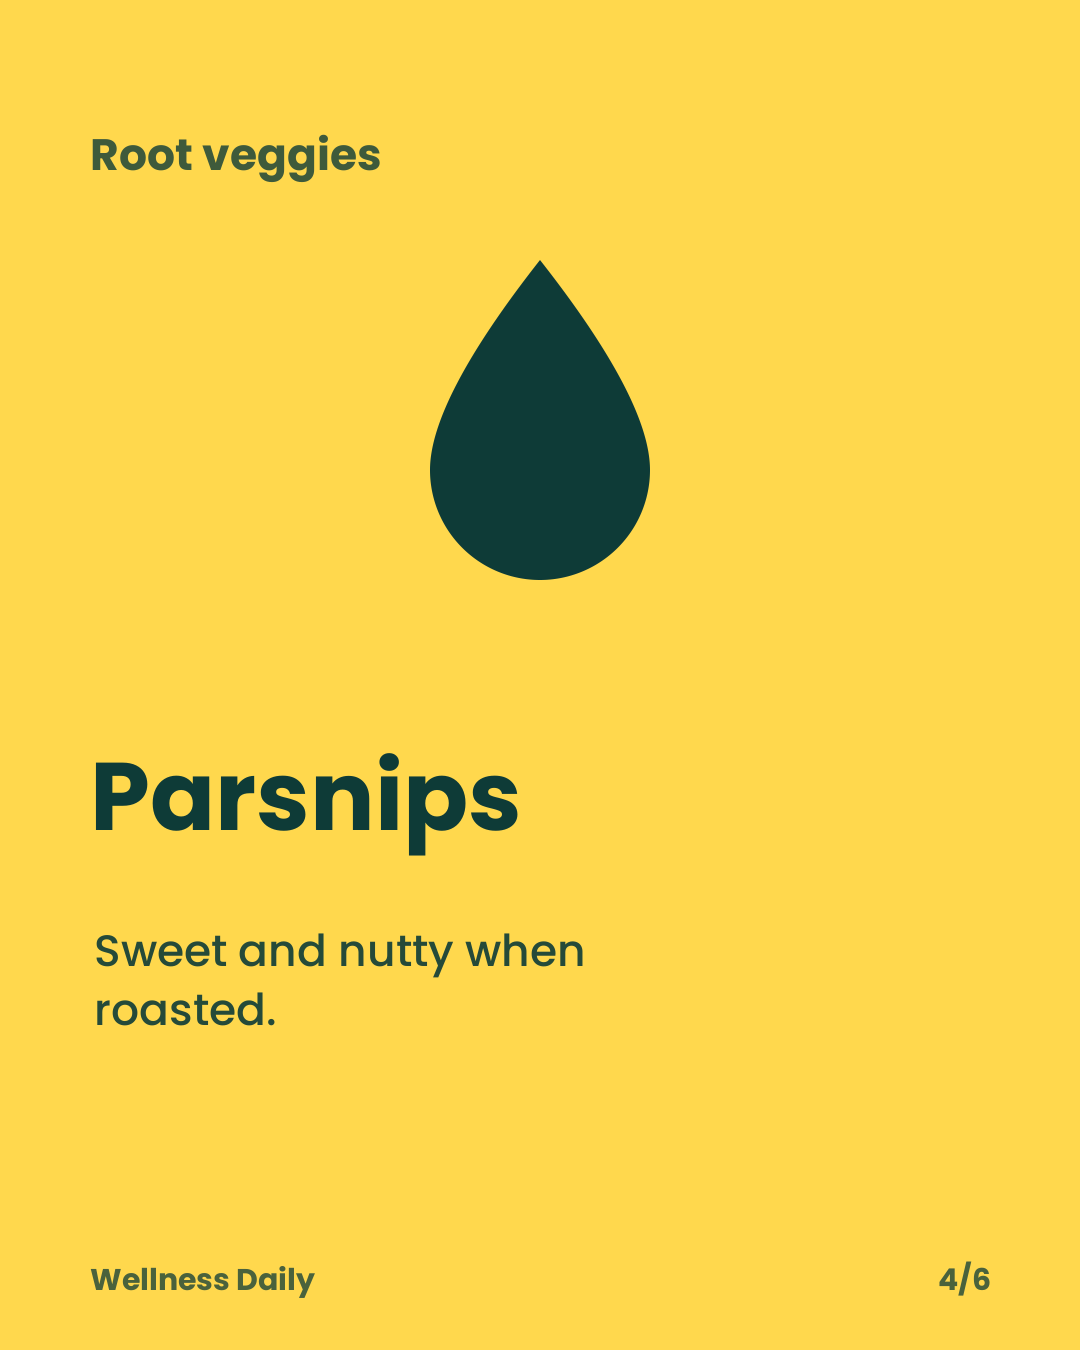 Root veggies
Parsnips
Sweet and nutty when
roasted.
Wellness Daily
4/6